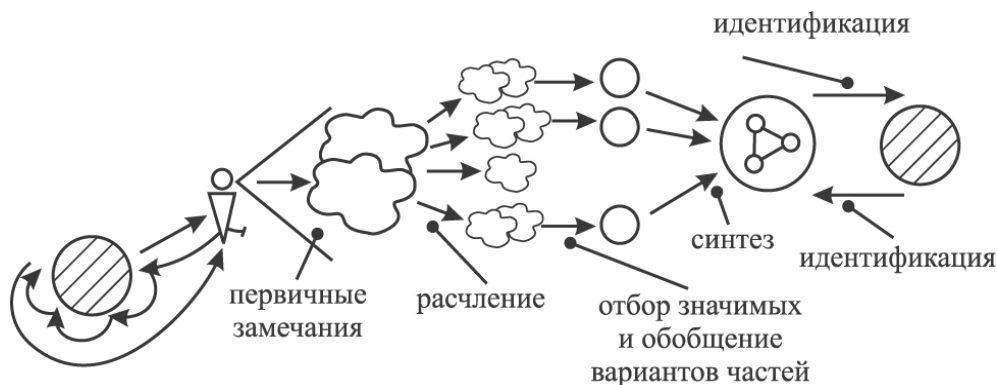 идентификация
первичные
замечания
расчление
отбор значимых
и обобщение
вариантов частей
синтез
идентификация